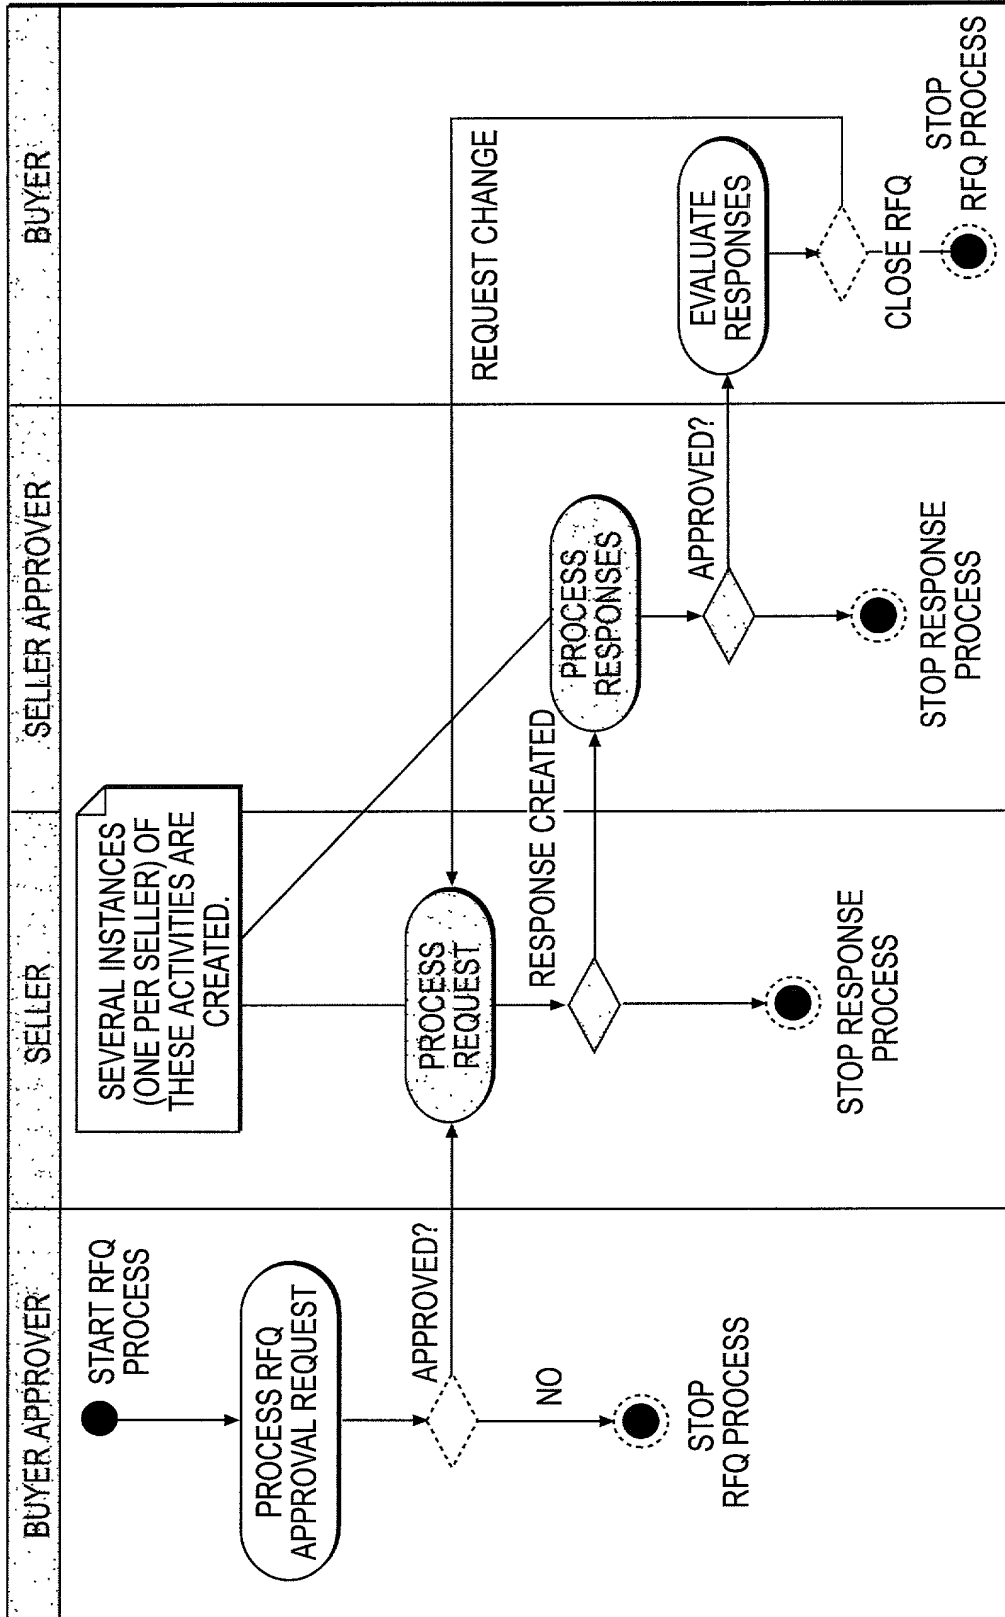 BUYER APPROVER
SELLER
SELLER APPROVER
BUYER
START RFQ
PROCESS
PROCESS RFQ
APPROVAL REQUEST
APPROVED?
NO
STOP
RFQ PROCESS
SEVERAL INSTANCES
(ONE PER SELLER) OF
THESE ACTIVITIES ARE
CREATED.
PROCESS
REQUEST
RESPONSE CREATED
STOP RESPONSE
PROCESS
PROCESS
RESPONSES
APPROVED?
STOP RESPONSE
PROCESS
REQUEST CHANGE
EVALUATE
RESPONSES
CLOSE RFQ
STOP
RFQ PROCESS